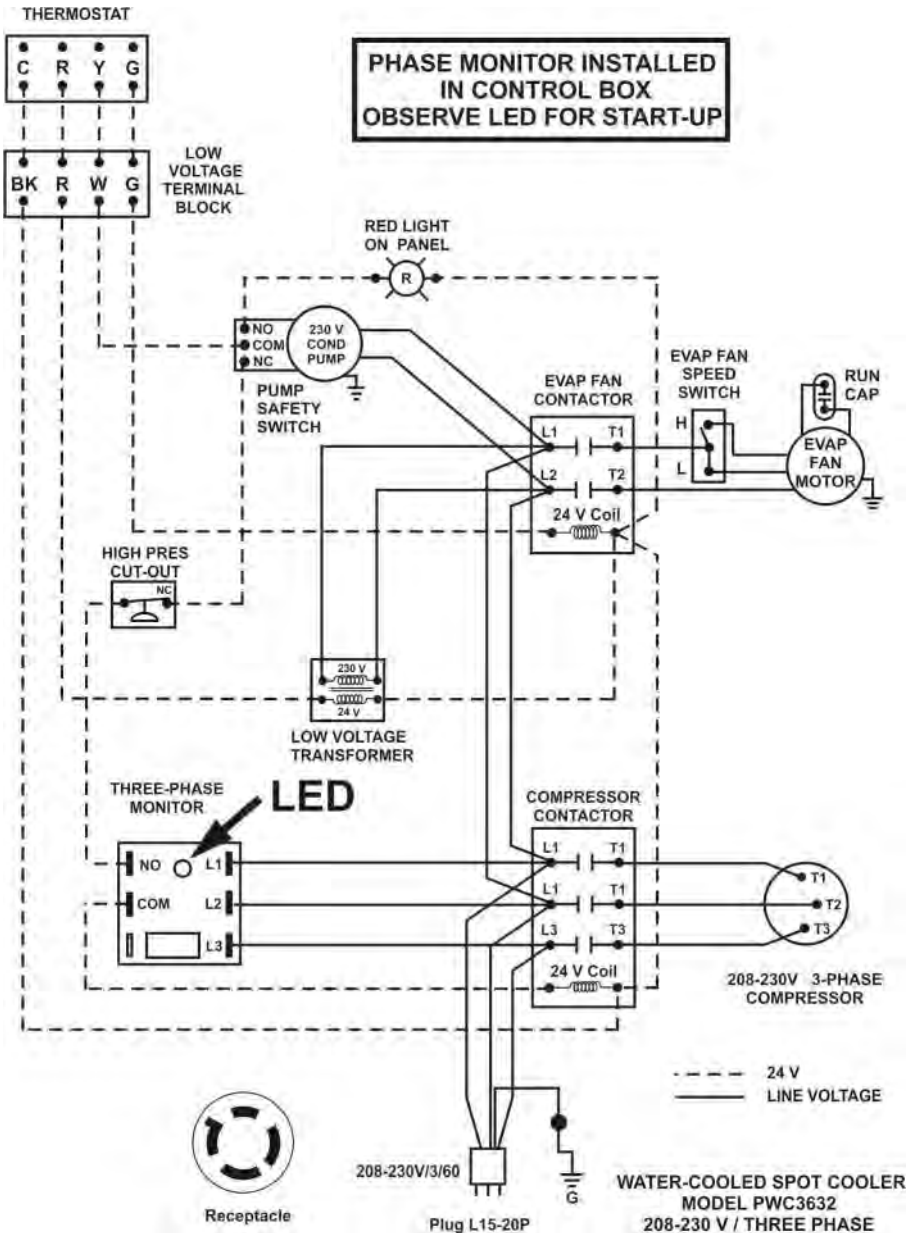 THERMOSTAT
C R Y G
PHASE MONITOR INSTALLED
IN CONTROL BOX
OBSERVE LED FOR START-UP
BK R W G
LOW
VOLTAGE
TERMINAL
BLOCK
RED LIGHT
ON PANEL
R
NO
COM
NC
230 V
COND
PUMP
PUMP
SAFETY
SWITCH
EVAP FAN
CONTACTOR
L1 T1
L2 T2
24 V Coil
EVAP FAN
SPEED
SWITCH
H
L
RUN
CAP
EVAP
FAN
MOTOR
HIGH PRES
CUT-OUT
NC
230 V
24 V
LOW VOLTAGE
TRANSFORMER
THREE-PHASE
MONITOR
LED
NO L1
COM L2
L3
COMPRESSOR
CONTACTOR
L1 T1
L1 T1
L3 T3
24 V Coil
T1
T2
T3
208-230V 3-PHASE
COMPRESSOR
24 V
LINE VOLTAGE
Receptacle
208-230V/3/60
Plug L15-20P
G
WATER-COOLED SPOT COOLER
MODEL PWC3632
208-230 V / THREE PHASE